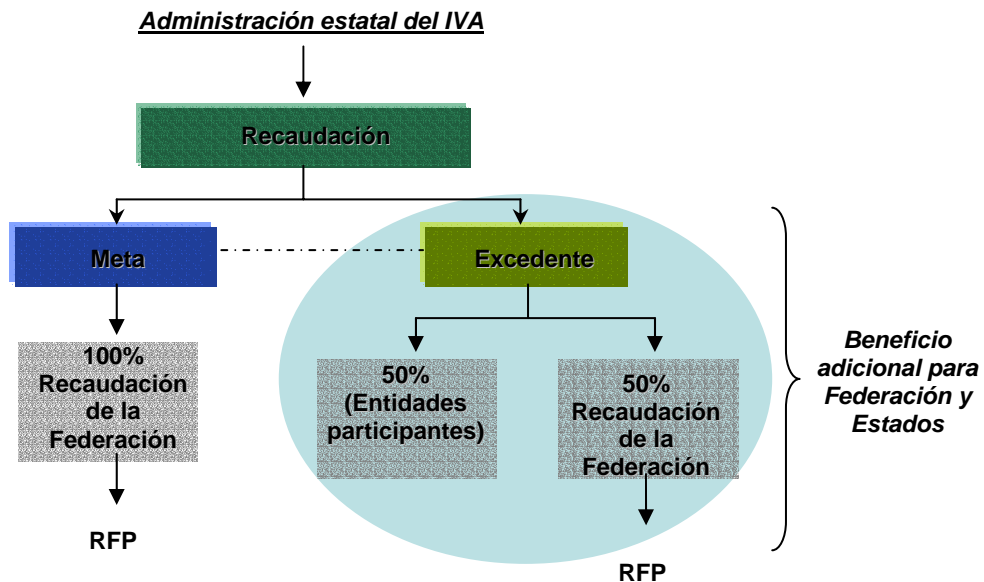 Administración estatal del IVA
Recaudación
Meta
Excedente
100%
Recaudación
de la
Federación
50%
(Entidades
participantes)
50%
Recaudación
de la
Federación
Beneficio
adicional para
Federación y
Estados
RFP
RFP